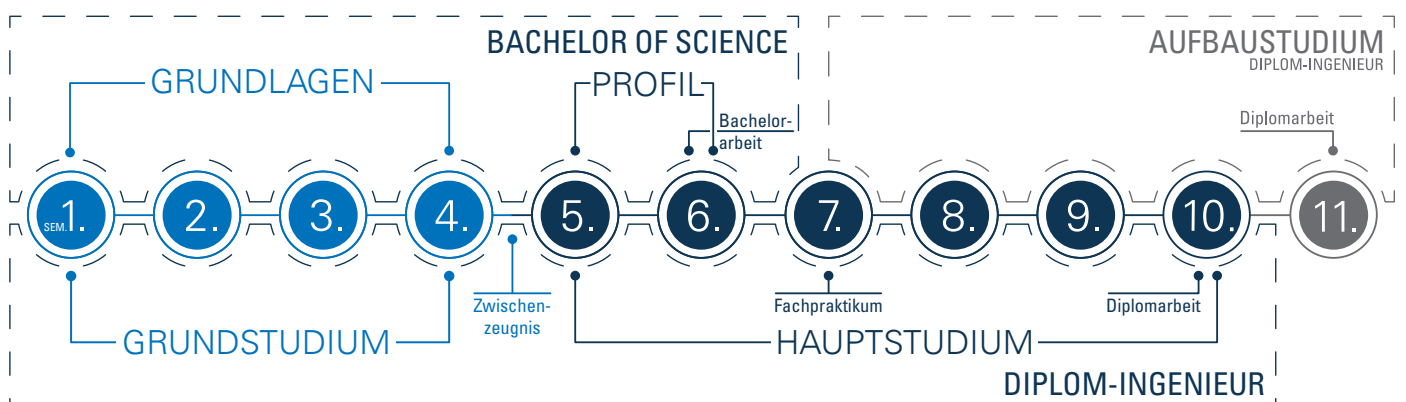 BACHELOR OF SCIENCE
AUFBAUSTUDIUM
DIPLOM-INGENIEUR
GRUNDLAGEN
PROFIL
Bachelor-
arbeit
Diplomarbeit
SEM. 1. 2. 3. 4. 5. 6. 7. 8. 9. 10. 11.
Zwischen-
zeugnis
Fachpraktikum
Diplomarbeit
GRUNDSTUDIUM
HAUPTSTUDIUM
DIPLOM-INGENIEUR